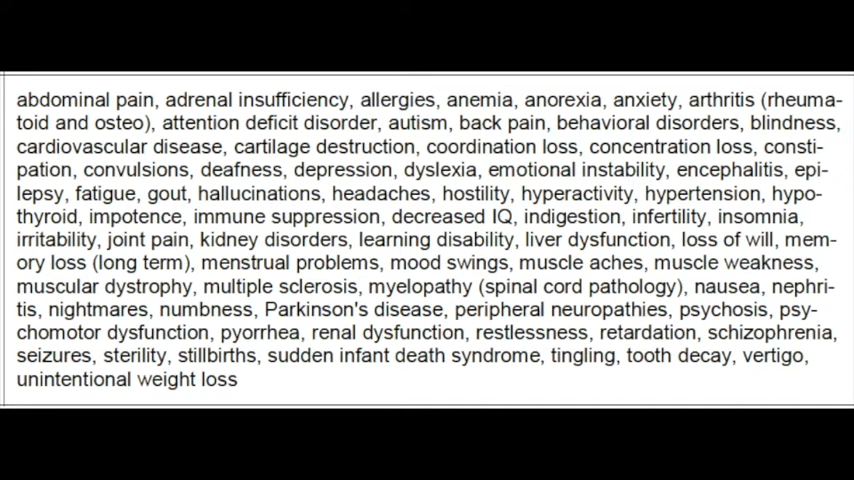 abdominal pain, adrenal insufficiency, allergies, anemia, anorexia, anxiety, arthritis (rheuma-
toid and osteo), attention deficit disorder, autism, back pain, behavioral disorders, blindness,
cardiovascular disease, cartilage destruction, coordination loss, concentration loss, consti-
pation, convulsions, deafness, depression, dyslexia, emotional instability, encephalitis, epi-
lepsy, fatigue, gout, hallucinations, headaches, hostility, hyperactivity, hypertension, hypo-
thyroid, impotence, immune suppression, decreased IQ, indigestion, infertility, insomnia,
irritability, joint pain, kidney disorders, learning disability, liver dysfunction, loss of will, mem-
ory loss (long term), menstrual problems, mood swings, muscle aches, muscle weakness,
muscular dystrophy, multiple sclerosis, myelopathy (spinal cord pathology), nausea, nephri-
tis, nightmares, numbness, Parkinson's disease, peripheral neuropathies, psychosis, psy-
chomotor dysfunction, pyorrhea, renal dysfunction, restlessness, retardation, schizophrenia,
seizures, sterility, stillbirths, sudden infant death syndrome, tingling, tooth decay, vertigo,
unintentional weight loss